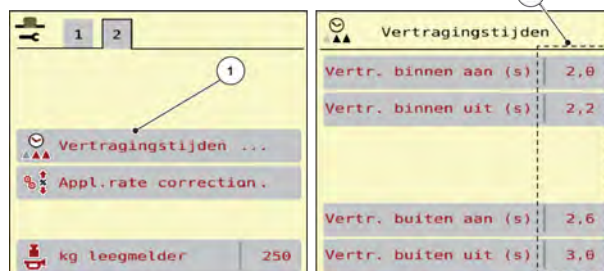 1 2
1
Vertragingstijden ...
Appl.rate correction.
kg leegmelder 250
Vertragingstijden
Vertr. binnen aan (s) 2,0
Vertr. binnen uit (s) 2,2
Vertr. buiten aan (s) 2,6
Vertr. buiten uit (s) 3,0